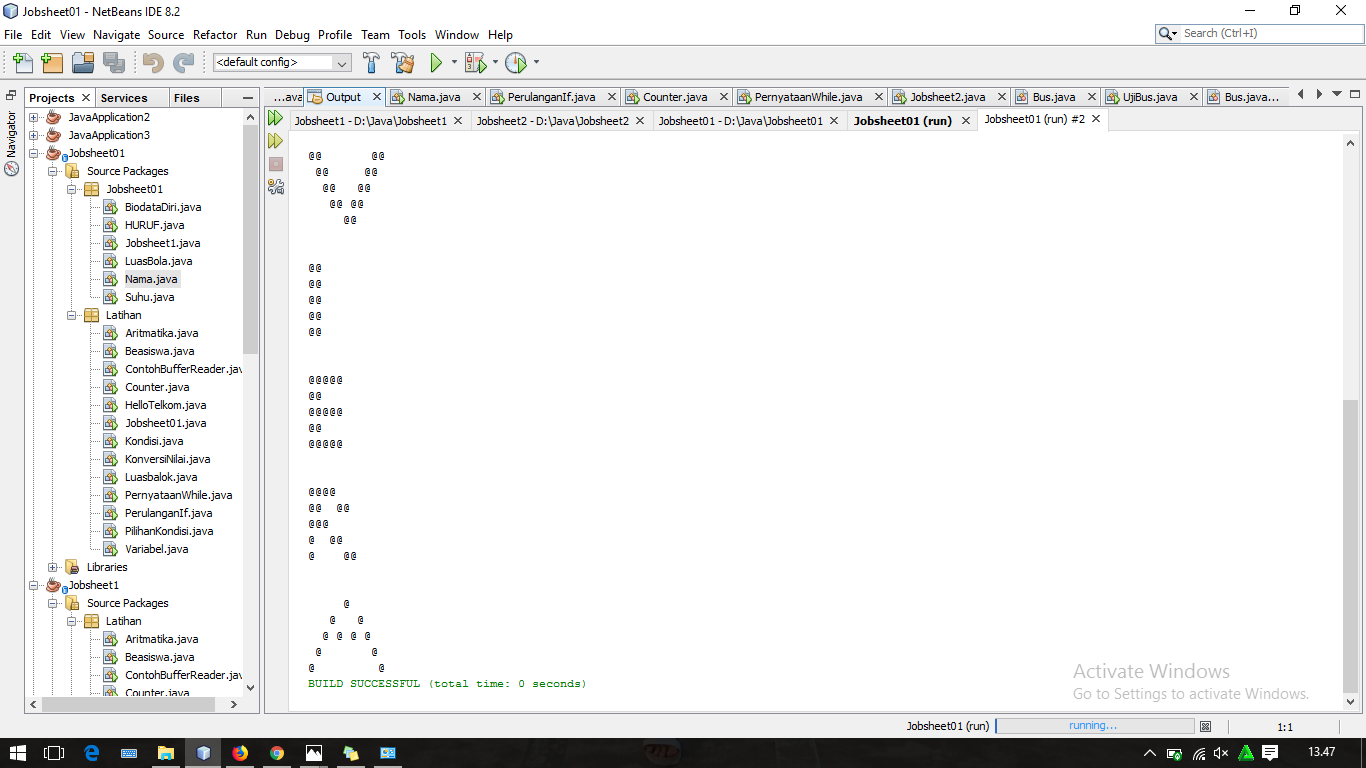 Jobsheet01 - NetBeans IDE 8.2
File Edit View Navigate Source Refactor Run Debug Profile Team Tools Window Help
Search (Ctrl+I)
<default config>
Projects Services Files
Navigator
...ava Output Nama.java PerulanganIf.java Counter.java PernyataanWhile.java Jobsheet2.java Bus.java UjiBus.java Bus.java...
Jobsheet1 - D:\Java\Jobsheet1 Jobsheet2 - D:\Java\Jobsheet2 Jobsheet01 - D:\Java\Jobsheet01 Jobsheet01 (run) Jobsheet01 (run) #2
JavaApplication2
JavaApplication3
Jobsheet01
Source Packages
Jobsheet01
BiodataDiri.java
HURUF.java
Jobsheet1.java
LuasBola.java
Nama.java
Suhu.java
Latihan
Aritmatika.java
Beasiswa.java
ContohBufferReader.jav
Counter.java
HelloTelkom.java
Jobsheet01.java
Kondisi.java
KonversiNilai.java
Luasbalok.java
PernyataanWhile.java
PerulanganIf.java
PilihanKondisi.java
Variabel.java
Libraries
Jobsheet1
Source Packages
Latihan
Aritmatika.java
Beasiswa.java
ContohBufferReader.jav
Counter.java
@@       @@
 @@     @@
  @@   @@
   @@ @@
     @@
@@
@@
@@
@@
@@
@@@@@
@@
@@@@@
@@
@@@@@
@@@@
@@  @@
@@@
@  @@
@    @@
     @
   @   @
  @ @ @ @
 @       @
@         @
BUILD SUCCESSFUL (total time: 0 seconds)
Activate Windows
Go to Settings to activate Windows.
Jobsheet01 (run) running... 1:1
13.47